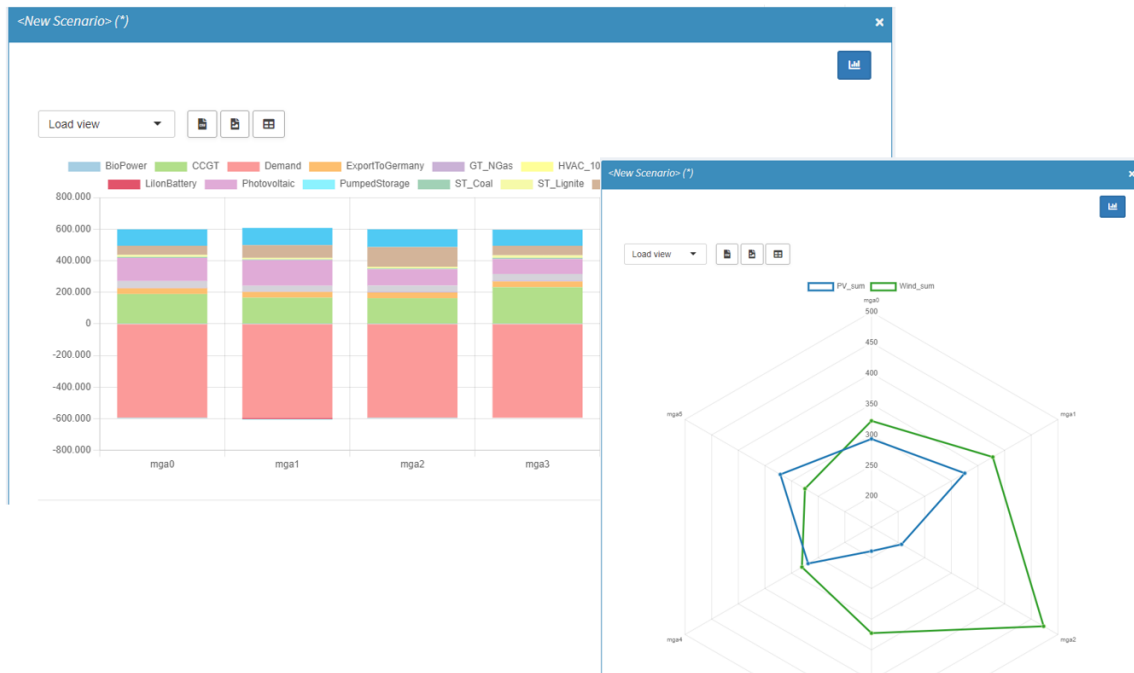 <New Scenario> (*)
×
Load view
BioPower CCGT Demand ExportToGermany GT_NGas HVAC_10
LiIonBattery Photovoltaic PumpedStorage ST_Coal ST_Lignite
800.000
600.000
400.000
200.000
0
-200.000
-400.000
-600.000
-800.000
mga0 mga1 mga2 mga3
<New Scenario> (*)
×
Load view
PV_sum Wind_sum
mga0
500
450
400
350
300
250
200
mga5 mga1
mga4 mga2